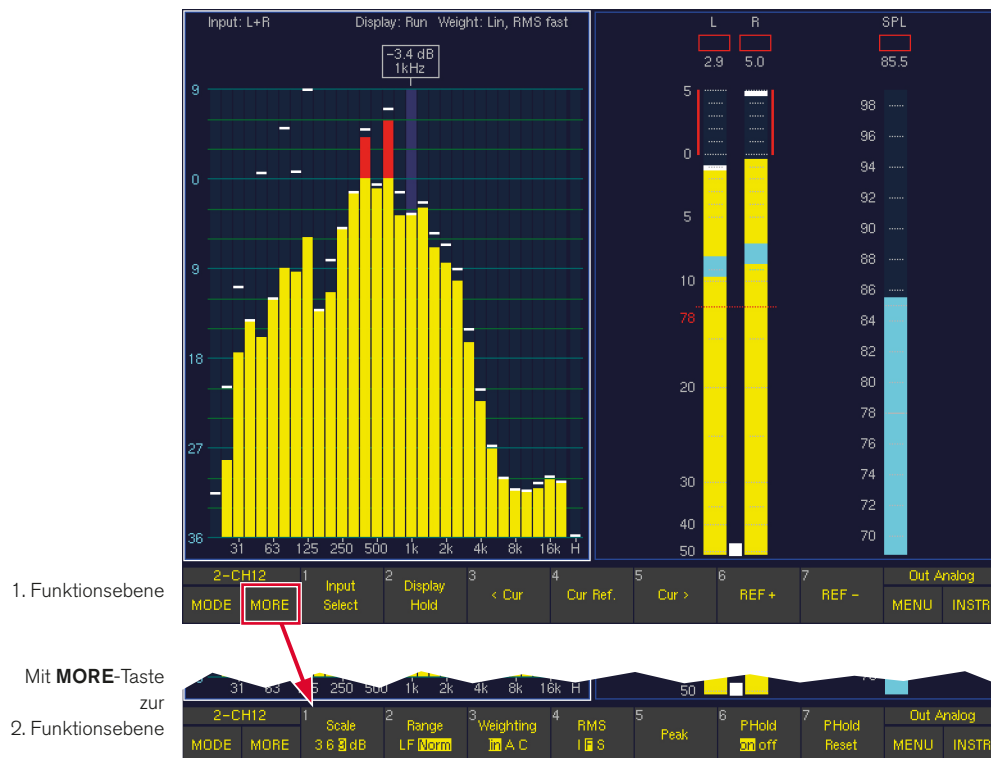 Input: L+R Display: Run Weight: Lin, RMS fast
−3.4 dB
1kHz
9
0
9
18
27
36
31 63 125 250 500 1k 2k 4k 8k 16k H
L R SPL
2.9 5.0 85.5
5
0
5
10
78
20
30
40
50
98
96
94
92
90
88
86
84
82
80
78
76
74
72
70
1. Funktionsebene
2-CH12
MODE MORE
1 Input
Select
2 Display
Hold
3 < Cur
4 Cur Ref.
5 Cur >
6 REF +
7 REF −
Out Analog
MENU INSTR
Mit MORE-Taste
zur
2. Funktionsebene
31 63 5 250 500 1k 2k 4k 8k 16k H
50
70
2-CH12
MODE MORE
1 Scale
3 6 9 dB
2 Range
LF Norm
3 Weighting
lin A C
4 RMS
I F S
5 Peak
6 PHold
on off
7 PHold
Reset
Out Analog
MENU INSTR